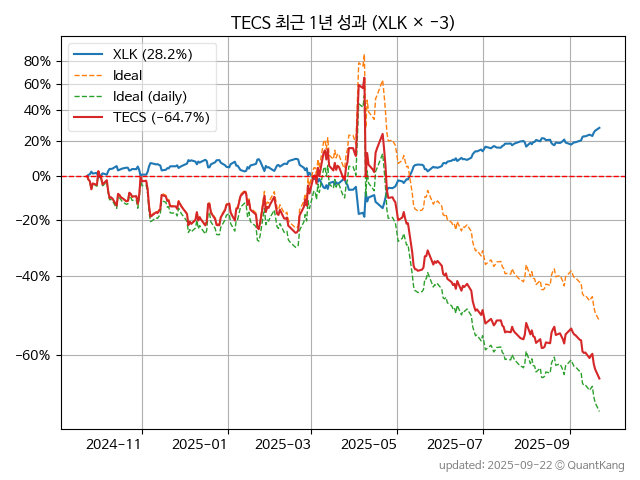 TECS 최근 1년 성과 (XLK × −3)
XLK (28.2%)
Ideal
Ideal (daily)
TECS (−64.7%)
80%
60%
40%
20%
0%
−20%
−40%
−60%
2024−11
2025−01
2025−03
2025−05
2025−07
2025−09
updated: 2025−09−22 © QuantKang